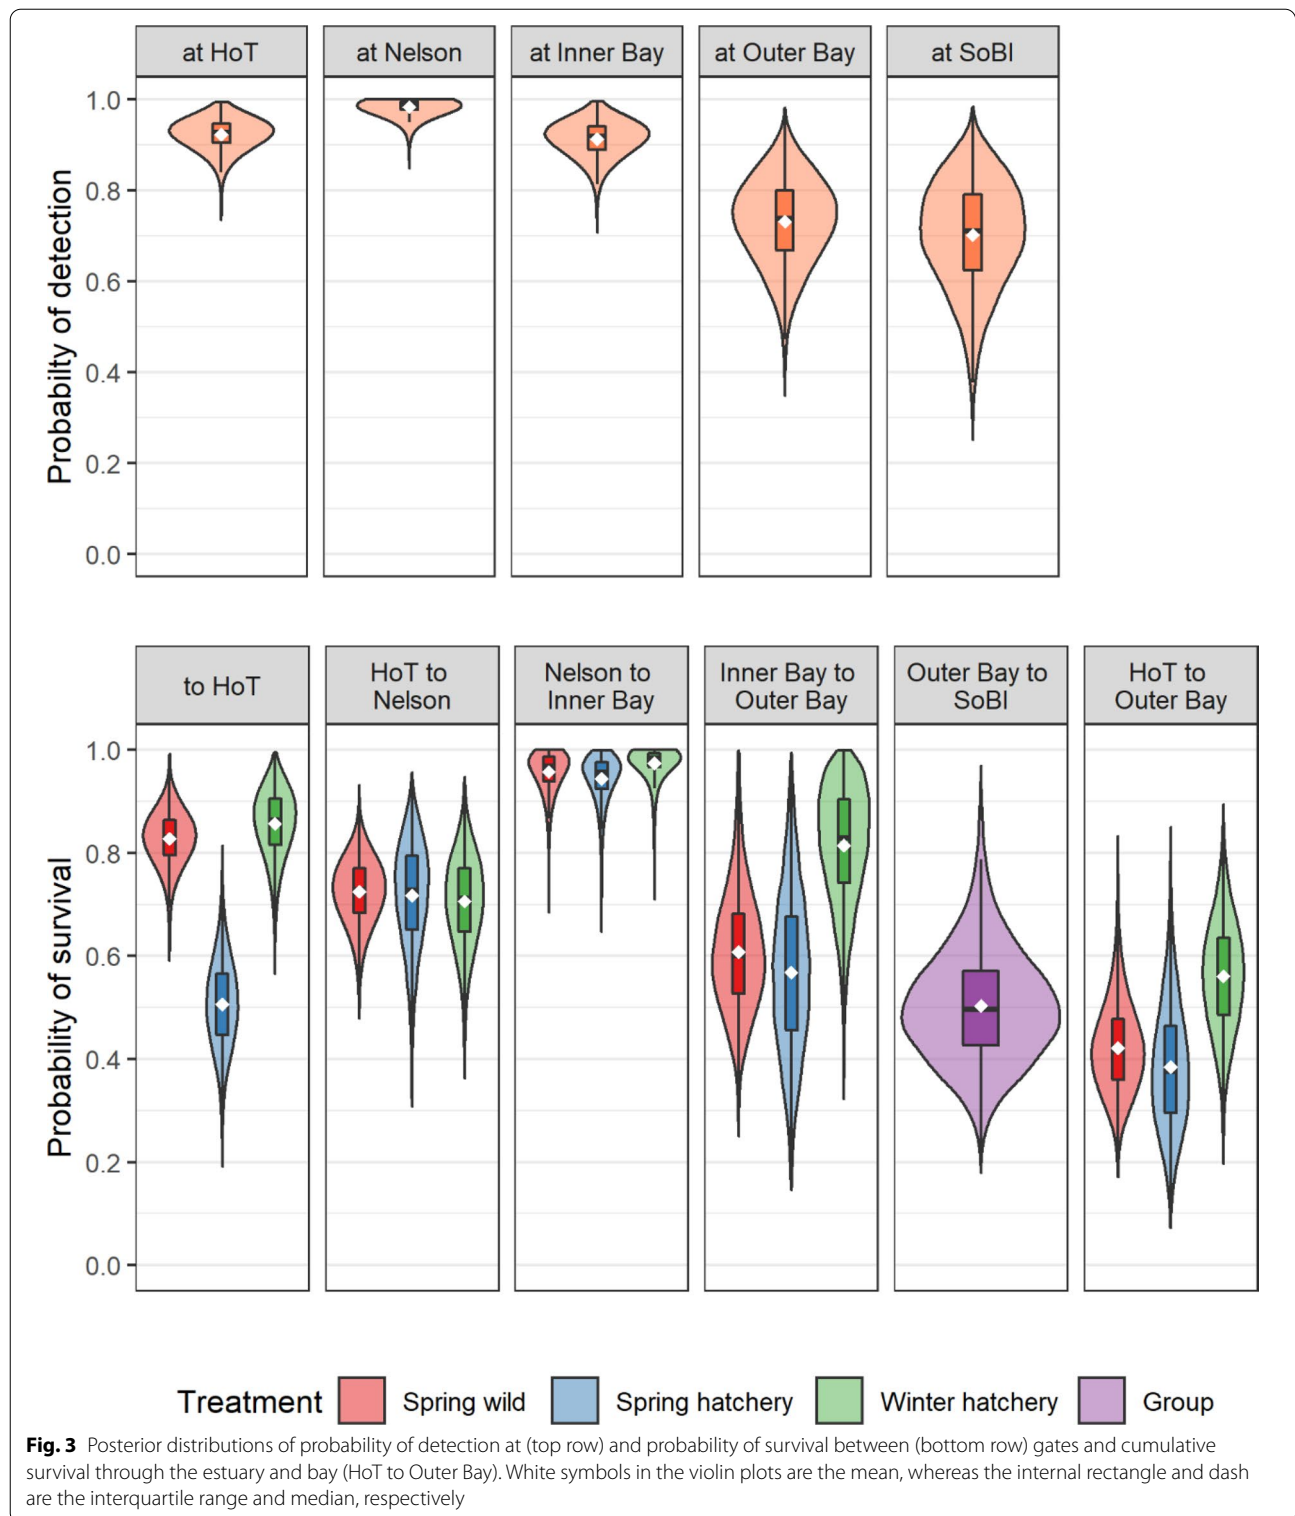 at HoT
at Nelson
at Inner Bay
at Outer Bay
at SoBI
Probabilty of detection
1.0
0.8
0.6
0.4
0.2
0.0
to HoT
HoT to
Nelson
Nelson to
Inner Bay
Inner Bay to
Outer Bay
Outer Bay to
SoBI
HoT to
Outer Bay
Probability of survival
1.0
0.8
0.6
0.4
0.2
0.0
Treatment Spring wild Spring hatchery Winter hatchery Group
Fig. 3 Posterior distributions of probability of detection at (top row) and probability of survival between (bottom row) gates and cumulative
survival through the estuary and bay (HoT to Outer Bay). White symbols in the violin plots are the mean, whereas the internal rectangle and dash
are the interquartile range and median, respectively